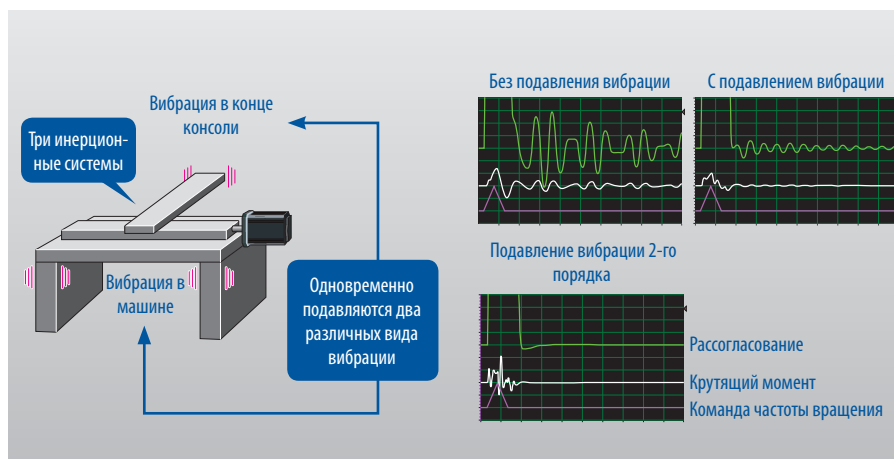 Вибрация в конце
консоли
Три инерцион-
ные системы
Вибрация в
машине
Одновременно
подавляются два
различных вида
вибрации
Без подавления вибрации
С подавлением вибрации
Подавление вибрации 2-го
порядка
Рассогласование
Крутящий момент
Команда частоты вращения